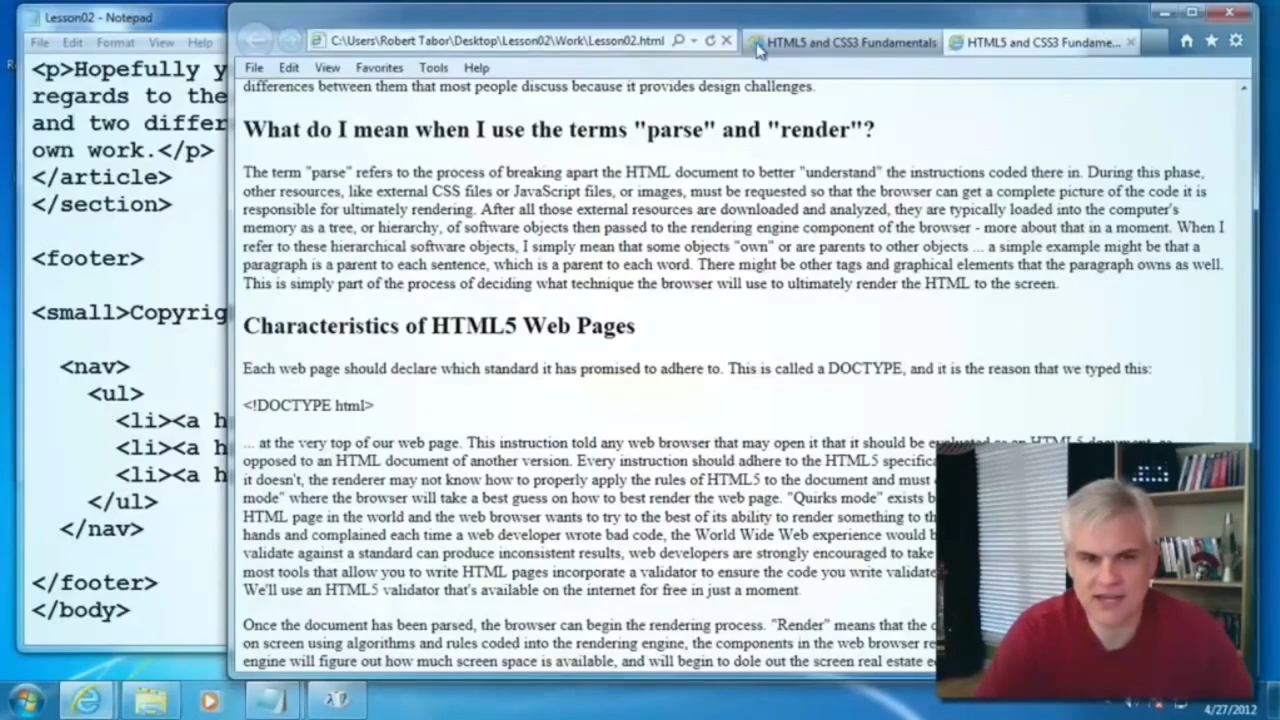 Lesson02 - Notepad
File Edit Format View Help
<p>Hopefully y
regards to the
and two differ
own work.</p>
</article>
</section>
<footer>
<small>Copyrig
<nav>
<ul>
<li><a h
<li><a h
<li><a h
</ul>
</nav>
</footer>
</body>
C:\Users\Robert Tabor\Desktop\Lesson02\Work\Lesson02.html
HTML5 and CSS3 Fundamentals
HTML5 and CSS3 Fundame...
File Edit View Favorites Tools Help
differences between them that most people discuss because it provides design challenges.
What do I mean when I use the terms "parse" and "render"?
The term "parse" refers to the process of breaking apart the HTML document to better "understand" the instructions coded there in. During this phase,
other resources, like external CSS files or JavaScript files, or images, must be requested so that the browser can get a complete picture of the code it is
responsible for ultimately rendering. After all those external resources are downloaded and analyzed, they are typically loaded into the computer's
memory as a tree, or hierarchy, of software objects then passed to the rendering engine component of the browser - more about that in a moment. When I
refer to these hierarchical software objects, I simply mean that some objects "own" or are parents to other objects ... a simple example might be that a
paragraph is a parent to each sentence, which is a parent to each word. There might be other tags and graphical elements that the paragraph owns as well.
This is simply part of the process of deciding what technique the browser will use to ultimately render the HTML to the screen.
Characteristics of HTML5 Web Pages
Each web page should declare which standard it has promised to adhere to. This is called a DOCTYPE, and it is the reason that we typed this:
<!DOCTYPE html>
... at the very top of our web page. This instruction told any web browser that may open it that it should be evaluated as an HTML5 document, as
opposed to an HTML document of another version. Every instruction should adhere to the HTML5 specifica
it doesn't, the renderer may not know how to properly apply the rules of HTML5 to the document and must
mode" where the browser will take a best guess on how to best render the web page. "Quirks mode" exists b
HTML page in the world and the web browser wants to try to the best of its ability to render something to th
hands and complained each time a web developer wrote bad code, the World Wide Web experience would b
validate against a standard can produce inconsistent results, web developers are strongly encouraged to take
most tools that allow you to write HTML pages incorporate a validator to ensure the code you write validate
We'll use an HTML5 validator that's available on the internet for free in just a moment.
Once the document has been parsed, the browser can begin the rendering process. "Render" means that the c
on screen using algorithms and rules coded into the rendering engine, the components in the web browser re
engine will figure out how much screen space is available, and will begin to dole out the screen real estate e
4/27/2012